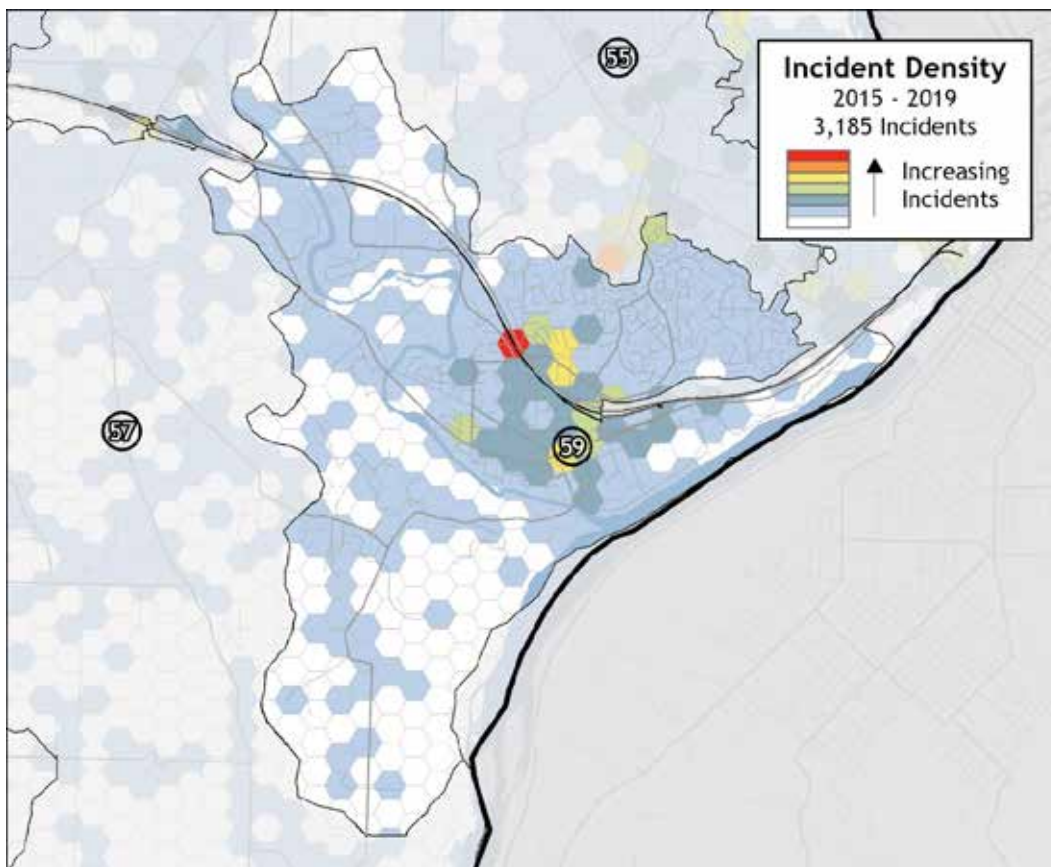 55
Incident Density
2015 - 2019
3,185 Incidents
Increasing
Incidents
57
59